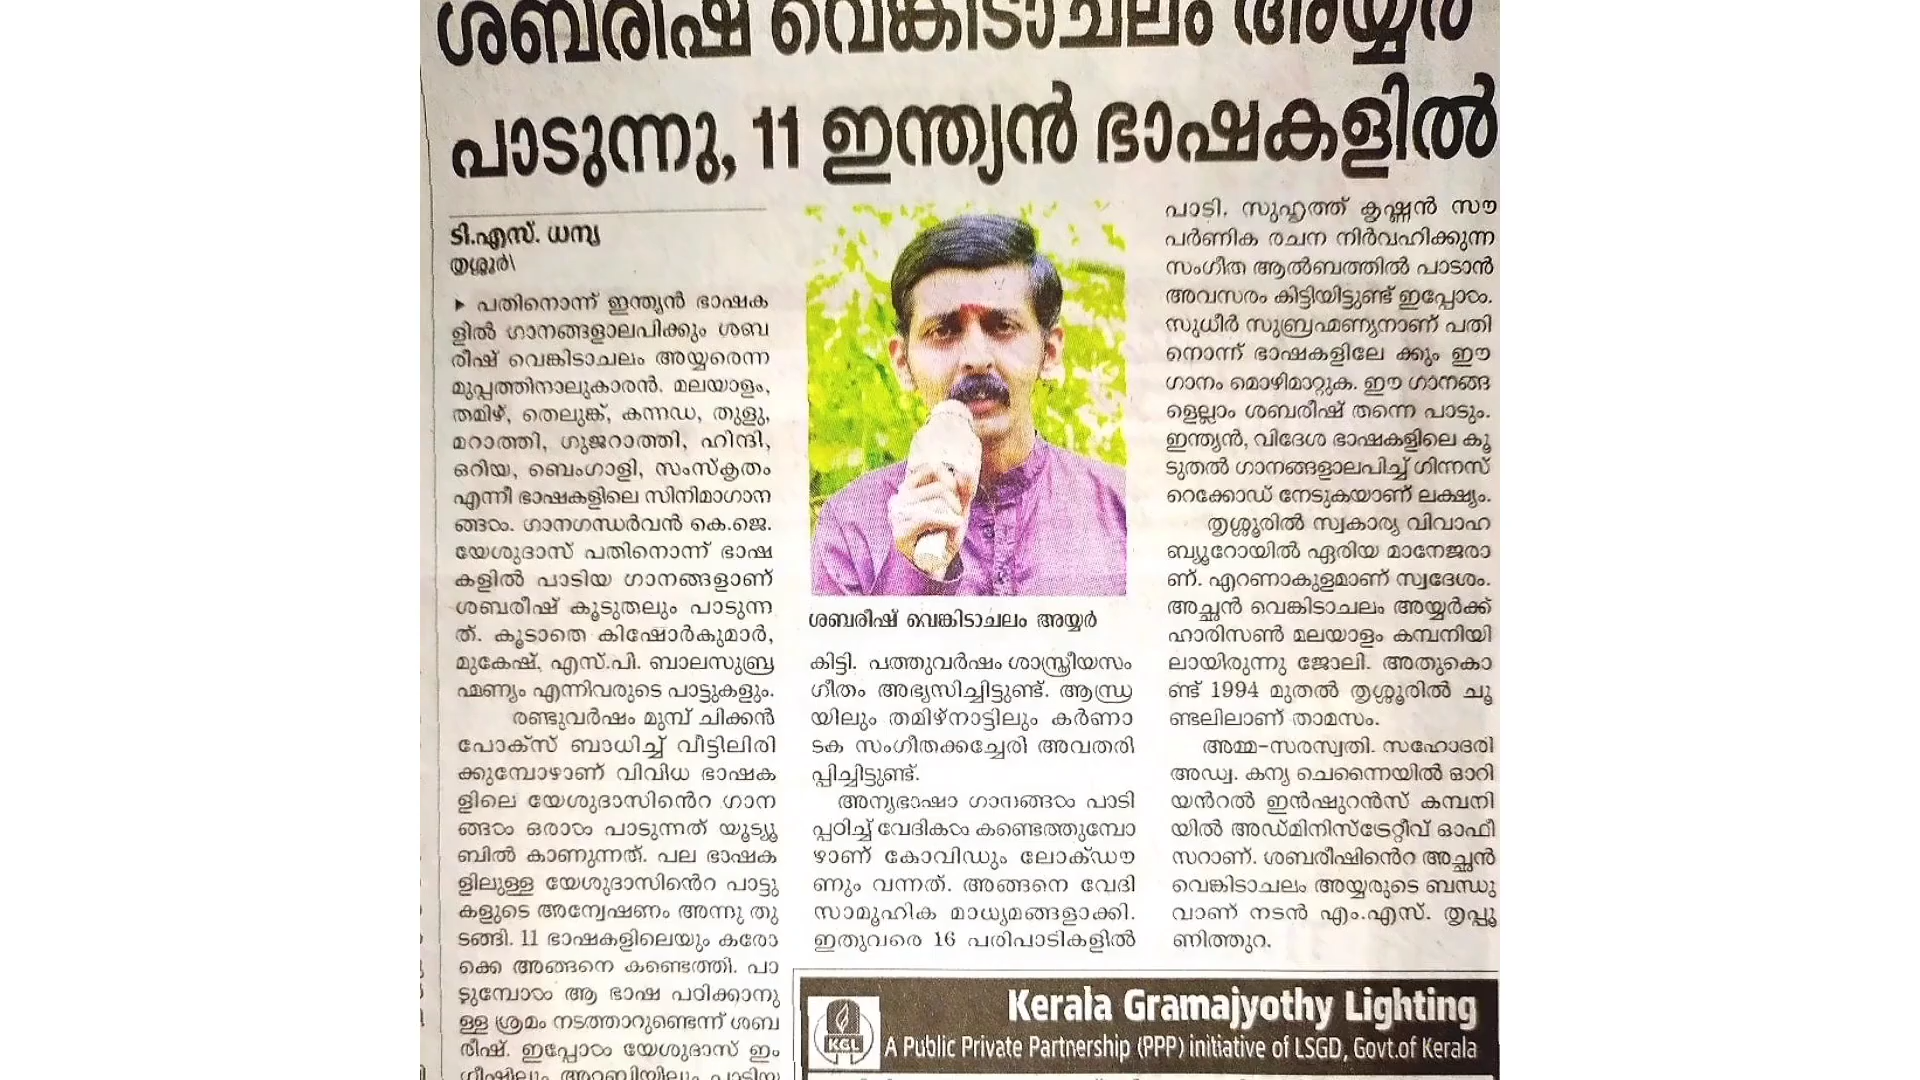 ശബരീഷ് വെങ്കിടാചലം അയ്യർ
പാടുന്നു, 11 ഇന്ത്യൻ ഭാഷകളിൽ
ടി.എസ്. ധന്യ
തൃശ്ശൂർ\
▸ പതിനൊന്ന് ഇന്ത്യൻ ഭാഷക
ളിൽ ഗാനങ്ങളാലപിക്കും ശബ
രീഷ് വെങ്കിടാചലം അയ്യരെന്ന
മുപ്പത്തിനാലുകാരൻ. മലയാളം,
തമിഴ്, തെലുങ്ക്, കന്നഡ, തുളു,
മറാത്തി, ഗുജറാത്തി, ഹിന്ദി,
ഒറിയ, ബെംഗാളി, സംസ്കൃതം
എന്നീ ഭാഷകളിലെ സിനിമാഗാന
ങ്ങൾ. ഗാനഗന്ധർവൻ കെ.ജെ.
യേശുദാസ് പതിനൊന്ന് ഭാഷ
കളിൽ പാടിയ ഗാനങ്ങളാണ്
ശബരീഷ് കൂടുതലും പാടുന്ന
ത്. കൂടാതെ കിഷോർകുമാർ,
മുകേഷ്, എസ്.പി. ബാലസുബ്ര
ഹ്മണ്യം എന്നിവരുടെ പാട്ടുകളും.
രണ്ടുവർഷം മുമ്പ് ചിക്കൻ
പോക്സ് ബാധിച്ച് വീട്ടിലിരി
ക്കുമ്പോഴാണ് വിവിധ ഭാഷക
ളിലെ യേശുദാസിൻെറ ഗാന
ങ്ങൾ ഒരാൾ പാടുന്നത് യൂട്യൂ
ബിൽ കാണുന്നത്. പല ഭാഷക
ളിലുള്ള യേശുദാസിൻെറ പാട്ടു
കളുടെ അന്വേഷണം അന്നു തു
ടങ്ങി. 11 ഭാഷകളിലെയും കരോ
ക്കെ അങ്ങനെ കണ്ടെത്തി. പാ
ടുമ്പോൾ ആ ഭാഷ പഠിക്കാനു
ള്ള ശ്രമം നടത്താറുണ്ടെന്ന് ശബ
രീഷ്. ഇപ്പോൾ യേശുദാസ് ഇം
ഗ്ലീഷിലും അറബിയിലും പാടിയ
ശബരീഷ് വെങ്കിടാചലം അയ്യർ
കിട്ടി. പത്തുവർഷം ശാസ്ത്രീയസം
ഗീതം അഭ്യസിച്ചിട്ടുണ്ട്. ആന്ധ്ര
യിലും തമിഴ്നാട്ടിലും കർണാ
ടക സംഗീതക്കച്ചേരി അവതരി
പ്പിച്ചിട്ടുണ്ട്.
അന്യഭാഷാ ഗാനങ്ങൾ പാടി
പ്പഠിച്ച് വേദികൾ കണ്ടെത്തുമ്പോ
ഴാണ് കോവിഡും ലോക്ഡൗ
ണും വന്നത്. അങ്ങനെ വേദി
സാമൂഹിക മാധ്യമങ്ങളാക്കി.
ഇതുവരെ 16 പരിപാടികളിൽ
പാടി. സുഹൃത്ത് കൃഷ്ണൻ സൗ
പർണിക രചന നിർവഹിക്കുന്ന
സംഗീത ആൽബത്തിൽ പാടാൻ
അവസരം കിട്ടിയിട്ടുണ്ട് ഇപ്പോൾ.
സുധീർ സുബ്രഹ്മണ്യനാണ് പതി
നൊന്ന് ഭാഷകളിലേ ക്കും ഈ
ഗാനം മൊഴിമാറ്റുക. ഈ ഗാനങ്ങ
ളെല്ലാം ശബരീഷ് തന്നെ പാടും.
ഇന്ത്യൻ, വിദേശ ഭാഷകളിലെ കൂ
ടുതൽ ഗാനങ്ങളാലപിച്ച് ഗിന്നസ്
റെക്കോഡ് നേടുകയാണ് ലക്ഷ്യം.
തൃശ്ശൂരിൽ സ്വകാര്യ വിവാഹ
ബ്യൂറോയിൽ ഏരിയ മാനേജരാ
ണ്. എറണാകുളമാണ് സ്വദേശം.
അച്ഛൻ വെങ്കിടാചലം അയ്യർക്ക്
ഹാരിസൺ മലയാളം കമ്പനിയി
ലായിരുന്നു ജോലി. അതുകൊ
ണ്ട് 1994 മുതൽ തൃശ്ശൂരിൽ ചൂ
ണ്ടലിലാണ് താമസം.
അമ്മ-സരസ്വതി. സഹോദരി
അഡ്വ. കന്യ ചെന്നൈയിൽ ഓറി
യൻറൽ ഇൻഷുറൻസ് കമ്പനി
യിൽ അഡ്മിനിസ്ട്രേറ്റീവ് ഓഫീ
സറാണ്. ശബരീഷിൻെറ അച്ഛൻ
വെങ്കിടാചലം അയ്യരുടെ ബന്ധു
വാണ് നടൻ എം.എസ്. തൃപ്പൂ
ണിത്തുറ.
KGL
Kerala Gramajyothy Lighting
A Public Private Partnership (PPP) initiative of LSGD, Govt.of Kerala